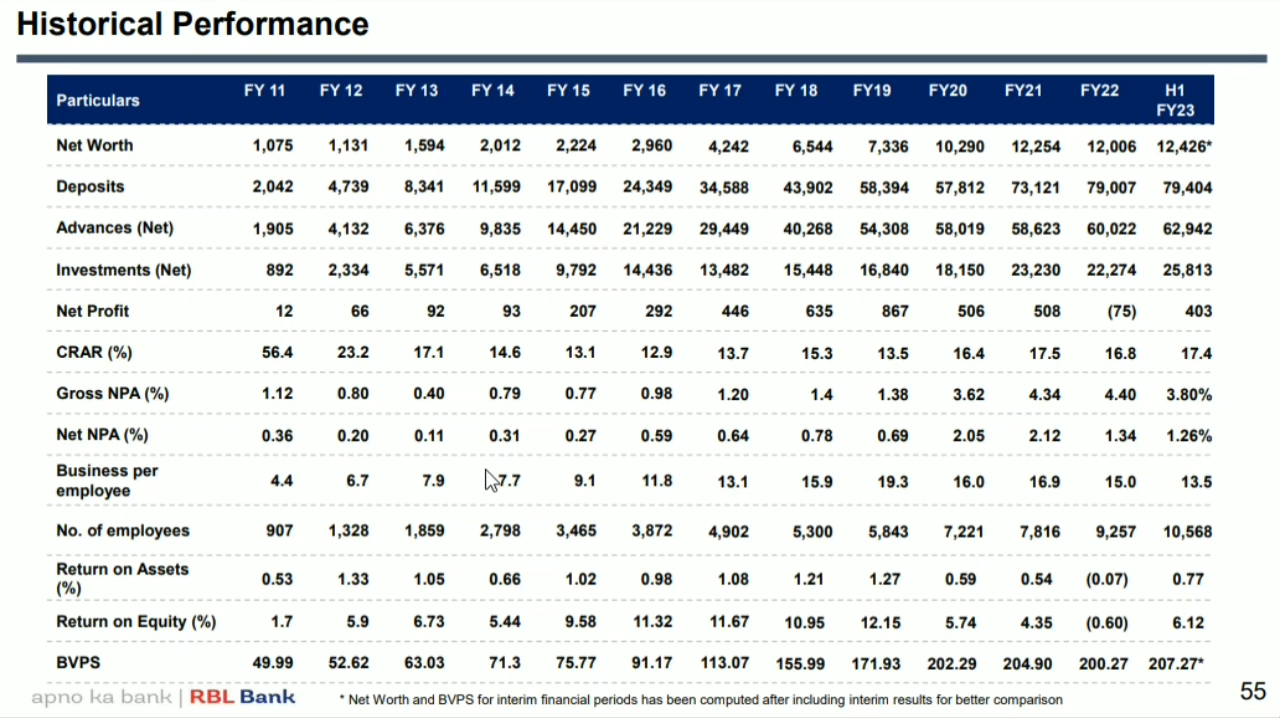 Historical Performance
Particulars FY 11 FY 12 FY 13 FY 14 FY 15 FY 16 FY 17 FY 18 FY19 FY20 FY21 FY22 H1 FY23
Net Worth 1,075 1,131 1,594 2,012 2,224 2,960 4,242 6,544 7,336 10,290 12,254 12,006 12,426*
Deposits 2,042 4,739 8,341 11,599 17,099 24,349 34,588 43,902 58,394 57,812 73,121 79,007 79,404
Advances (Net) 1,905 4,132 6,376 9,835 14,450 21,229 29,449 40,268 54,308 58,019 58,623 60,022 62,942
Investments (Net) 892 2,334 5,571 6,518 9,792 14,436 13,482 15,448 16,840 18,150 23,230 22,274 25,813
Net Profit 12 66 92 93 207 292 446 635 867 506 508 (75) 403
CRAR (%) 56.4 23.2 17.1 14.6 13.1 12.9 13.7 15.3 13.5 16.4 17.5 16.8 17.4
Gross NPA (%) 1.12 0.80 0.40 0.79 0.77 0.98 1.20 1.4 1.38 3.62 4.34 4.40 3.80%
Net NPA (%) 0.36 0.20 0.11 0.31 0.27 0.59 0.64 0.78 0.69 2.05 2.12 1.34 1.26%
Business per employee 4.4 6.7 7.9 7.7 9.1 11.8 13.1 15.9 19.3 16.0 16.9 15.0 13.5
No. of employees 907 1,328 1,859 2,798 3,465 3,872 4,902 5,300 5,843 7,221 7,816 9,257 10,568
Return on Assets (%) 0.53 1.33 1.05 0.66 1.02 0.98 1.08 1.21 1.27 0.59 0.54 (0.07) 0.77
Return on Equity (%) 1.7 5.9 6.73 5.44 9.58 11.32 11.67 10.95 12.15 5.74 4.35 (0.60) 6.12
BVPS 49.99 52.62 63.03 71.3 75.77 91.17 113.07 155.99 171.93 202.29 204.90 200.27 207.27*
apno ka bank | RBL Bank
* Net Worth and BVPS for interim financial periods has been computed after including interim results for better comparison
55